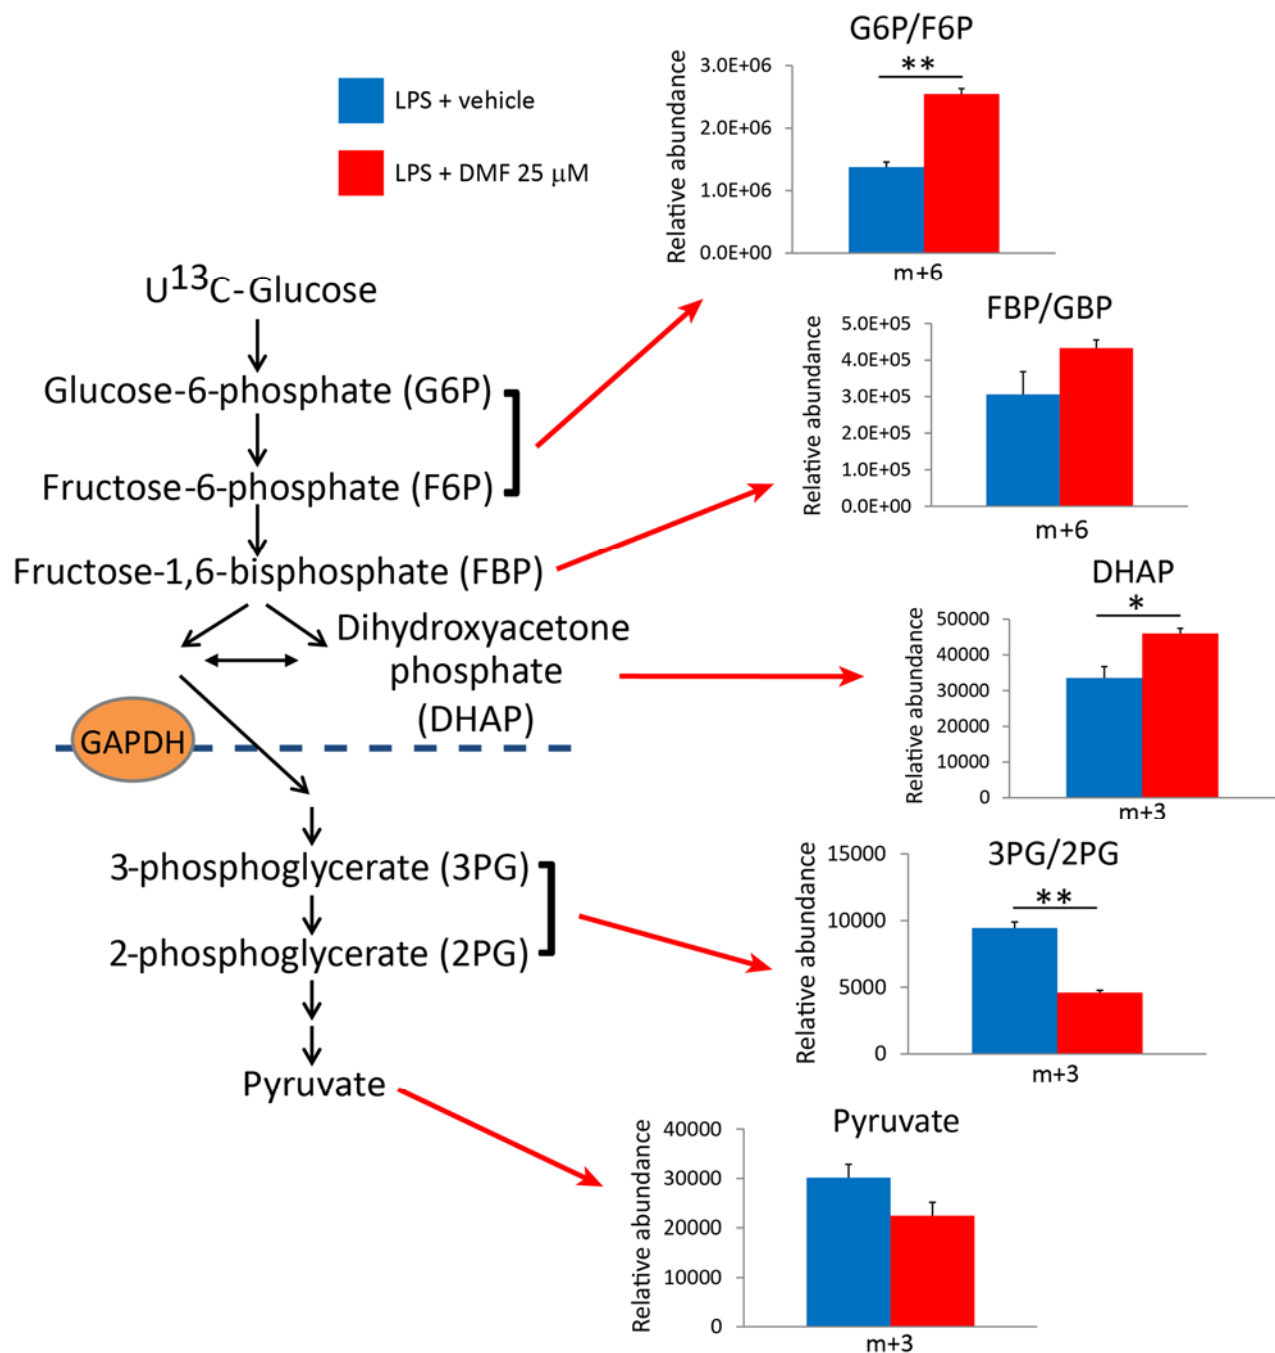 LPS + vehicle
LPS + DMF 25 μM
U¹³C-Glucose
Glucose-6-phosphate (G6P)
Fructose-6-phosphate (F6P)
Fructose-1,6-bisphosphate (FBP)
Dihydroxyacetone
phosphate
(DHAP)
GAPDH
3-phosphoglycerate (3PG)
2-phosphoglycerate (2PG)
Pyruvate
G6P/F6P
**
Relative abundance
3.0E+06
2.0E+06
1.0E+06
0.0E+00
m+6
FBP/GBP
Relative abundance
5.0E+05
4.0E+05
3.0E+05
2.0E+05
1.0E+05
0.0E+00
m+6
DHAP
*
Relative abundance
50000
40000
30000
20000
10000
0
m+3
3PG/2PG
**
Relative abundance
15000
10000
5000
0
m+3
Pyruvate
Relative abundance
40000
30000
20000
10000
0
m+3